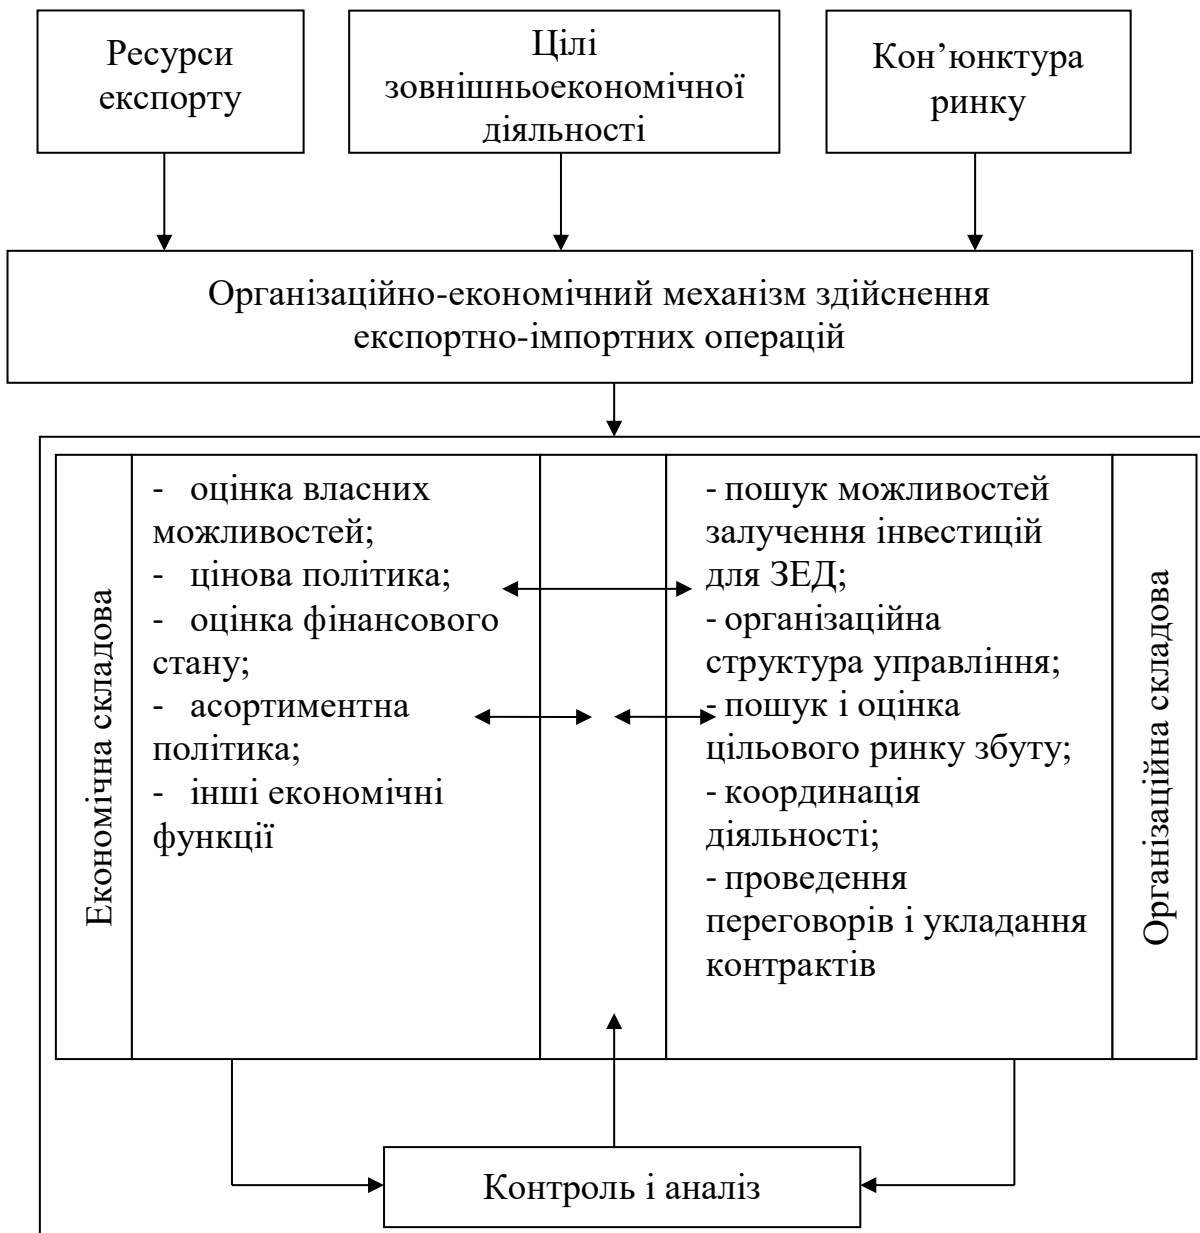 Ресурси
експорту
Цілі
зовнішньоекономічної
діяльності
Кон’юнктура
ринку
Організаційно-економічний механізм здійснення
експортно-імпортних операцій
Економічна складова
- оцінка власних
можливостей;
- цінова політика;
- оцінка фінансового
стану;
- асортиментна
політика;
- інші економічні
функції
- пошук можливостей
залучення інвестицій
для ЗЕД;
- організаційна
структура управління;
- пошук і оцінка
цільового ринку збуту;
- координація
діяльності;
- проведення
переговорів і укладання
контрактів
Організаційна складова
Контроль і аналіз